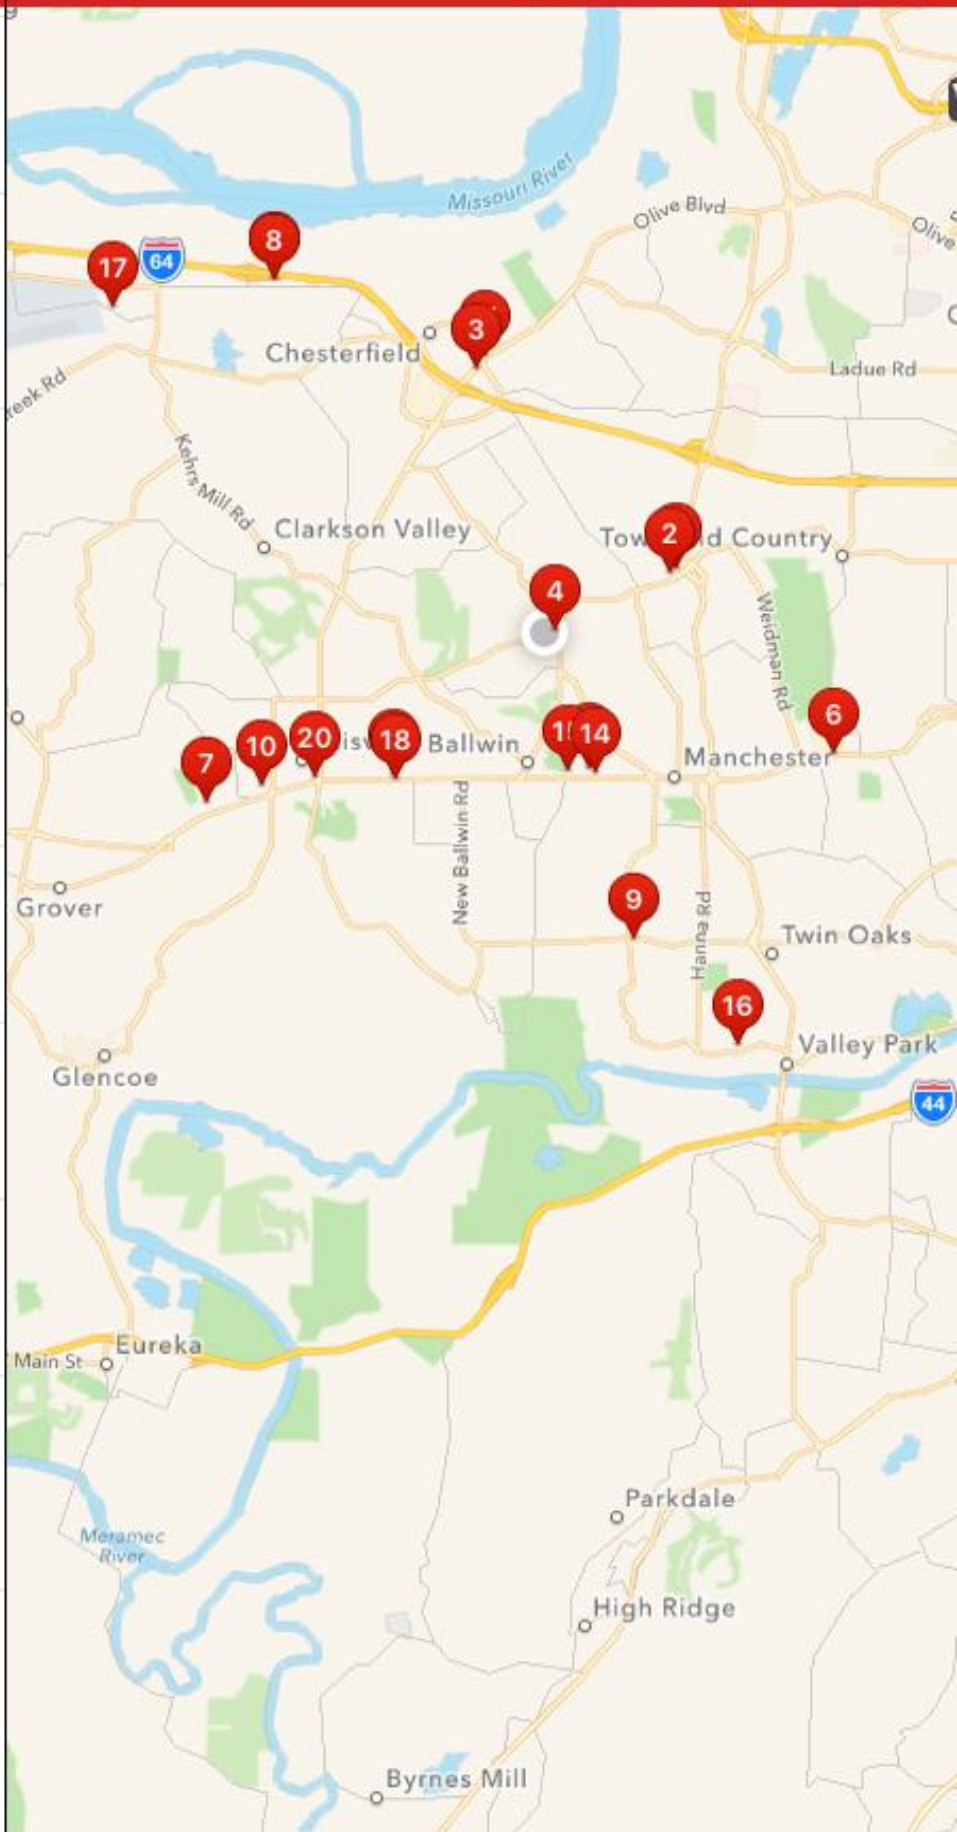 Missouri River
Olive Blvd
Olive
8
17
64
3
Chesterfield
Ladue Rd
reek Rd
Kehrs Mill Rd
Clarkson Valley
2
Tow
d Country
4
Weidman Rd
6
7
10
20
18
Ballwin
14
Manchester
New Ballwin Rd
Grover
9
Hanna Rd
Twin Oaks
16
Valley Park
Glencoe
44
Eureka
Main St
Parkdale
Meramec
River
High Ridge
Byrnes Mill